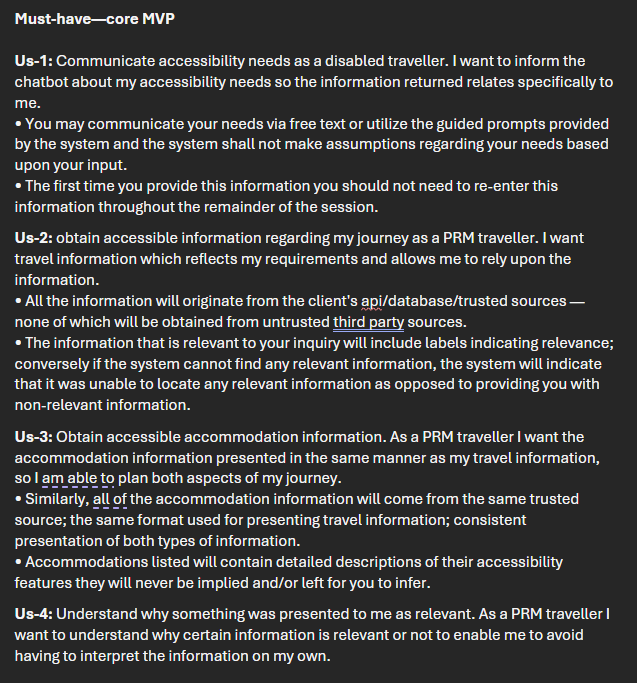 Must-have—core MVP
Us-1: Communicate accessibility needs as a disabled traveller. I want to inform the
chatbot about my accessibility needs so the information returned relates specifically to
me.
• You may communicate your needs via free text or utilize the guided prompts provided
by the system and the system shall not make assumptions regarding your needs based
upon your input.
• The first time you provide this information you should not need to re-enter this
information throughout the remainder of the session.
Us-2: obtain accessible information regarding my journey as a PRM traveller. I want
travel information which reflects my requirements and allows me to rely upon the
information.
• All the information will originate from the client's api/database/trusted sources —
none of which will be obtained from untrusted third party sources.
• The information that is relevant to your inquiry will include labels indicating relevance;
conversely if the system cannot find any relevant information, the system will indicate
that it was unable to locate any relevant information as opposed to providing you with
non-relevant information.
Us-3: Obtain accessible accommodation information. As a PRM traveller I want the
accommodation information presented in the same manner as my travel information,
so I am able to plan both aspects of my journey.
• Similarly, all of the accommodation information will come from the same trusted
source; the same format used for presenting travel information; consistent
presentation of both types of information.
• Accommodations listed will contain detailed descriptions of their accessibility
features they will never be implied and/or left for you to infer.
Us-4: Understand why something was presented to me as relevant. As a PRM traveller I
want to understand why certain information is relevant or not to enable me to avoid
having to interpret the information on my own.